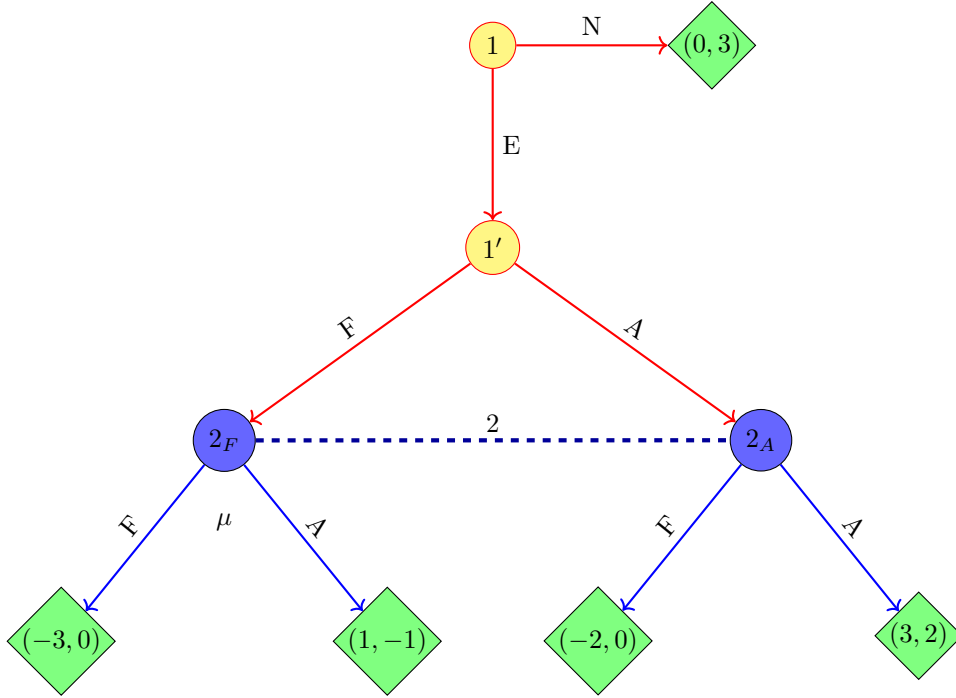 N
1
(0, 3)
E
1′
F
A
2
2_F
2_A
F
μ
A
F
A
(−3, 0)
(1, −1)
(−2, 0)
(3, 2)